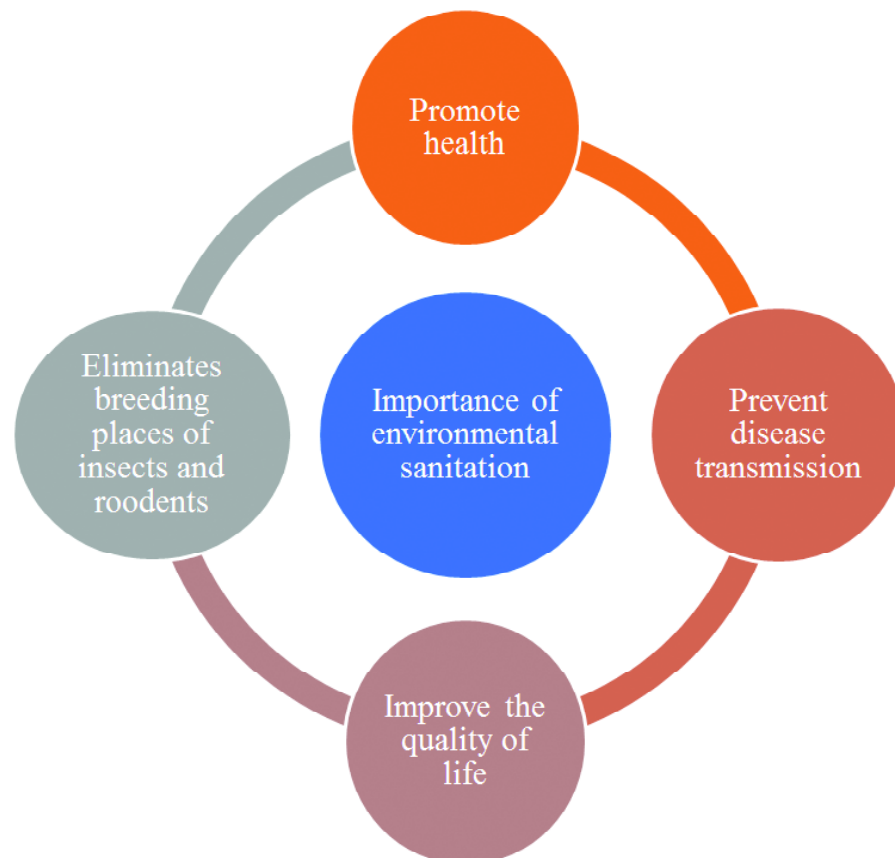 Promote
health
Eliminates
breeding
places of
insects and
roodents
Importance of
environmental
sanitation
Prevent
disease
transmission
Improve the
quality of
life